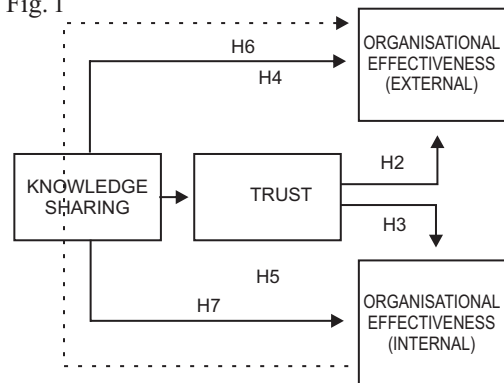 Fig. 1
ORGANISATIONAL
EFFECTIVENESS
(EXTERNAL)
H6
H4
H2
KNOWLEDGE
SHARING
TRUST
H3
H5
H7
ORGANISATIONAL
EFFECTIVENESS
(INTERNAL)